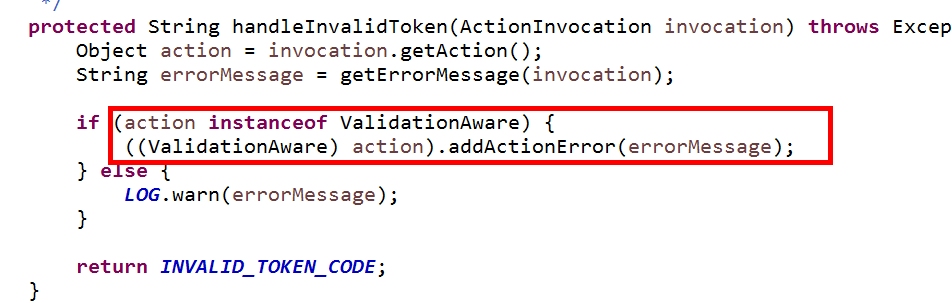 */
protected String handleInvalidToken(ActionInvocation invocation) throws Excep
Object action = invocation.getAction();
String errorMessage = getErrorMessage(invocation);
if (action instanceof ValidationAware) {
((ValidationAware) action).addActionError(errorMessage);
} else {
LOG.warn(errorMessage);
}
return INVALID_TOKEN_CODE;
}